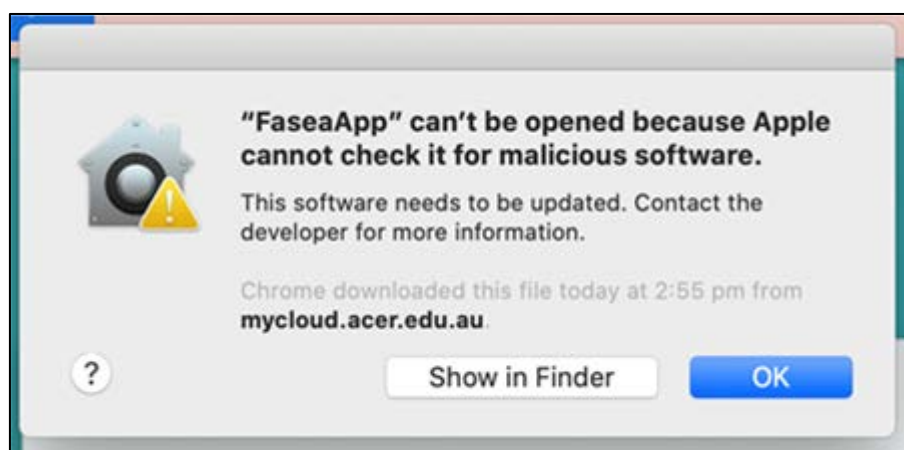 “FaseaApp” can’t be opened because Apple
cannot check it for malicious software.
This software needs to be updated. Contact the
developer for more information.
Chrome downloaded this file today at 2:55 pm from
mycloud.acer.edu.au.
?
Show in Finder
OK